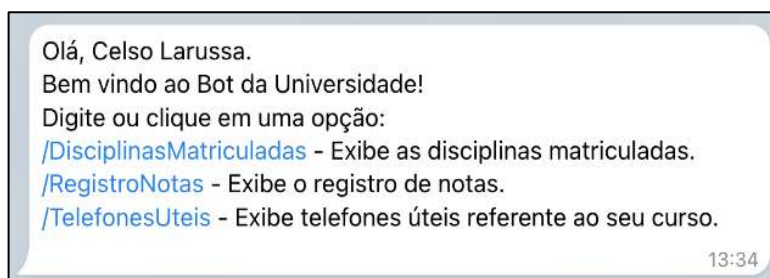 Olá, Celso Larussa.
Bem vindo ao Bot da Universidade!
Digite ou clique em uma opção:
/DisciplinasMatriculadas - Exibe as disciplinas matriculadas.
/RegistroNotas - Exibe o registro de notas.
/TelefonesUteis - Exibe telefones úteis referente ao seu curso.
13:34